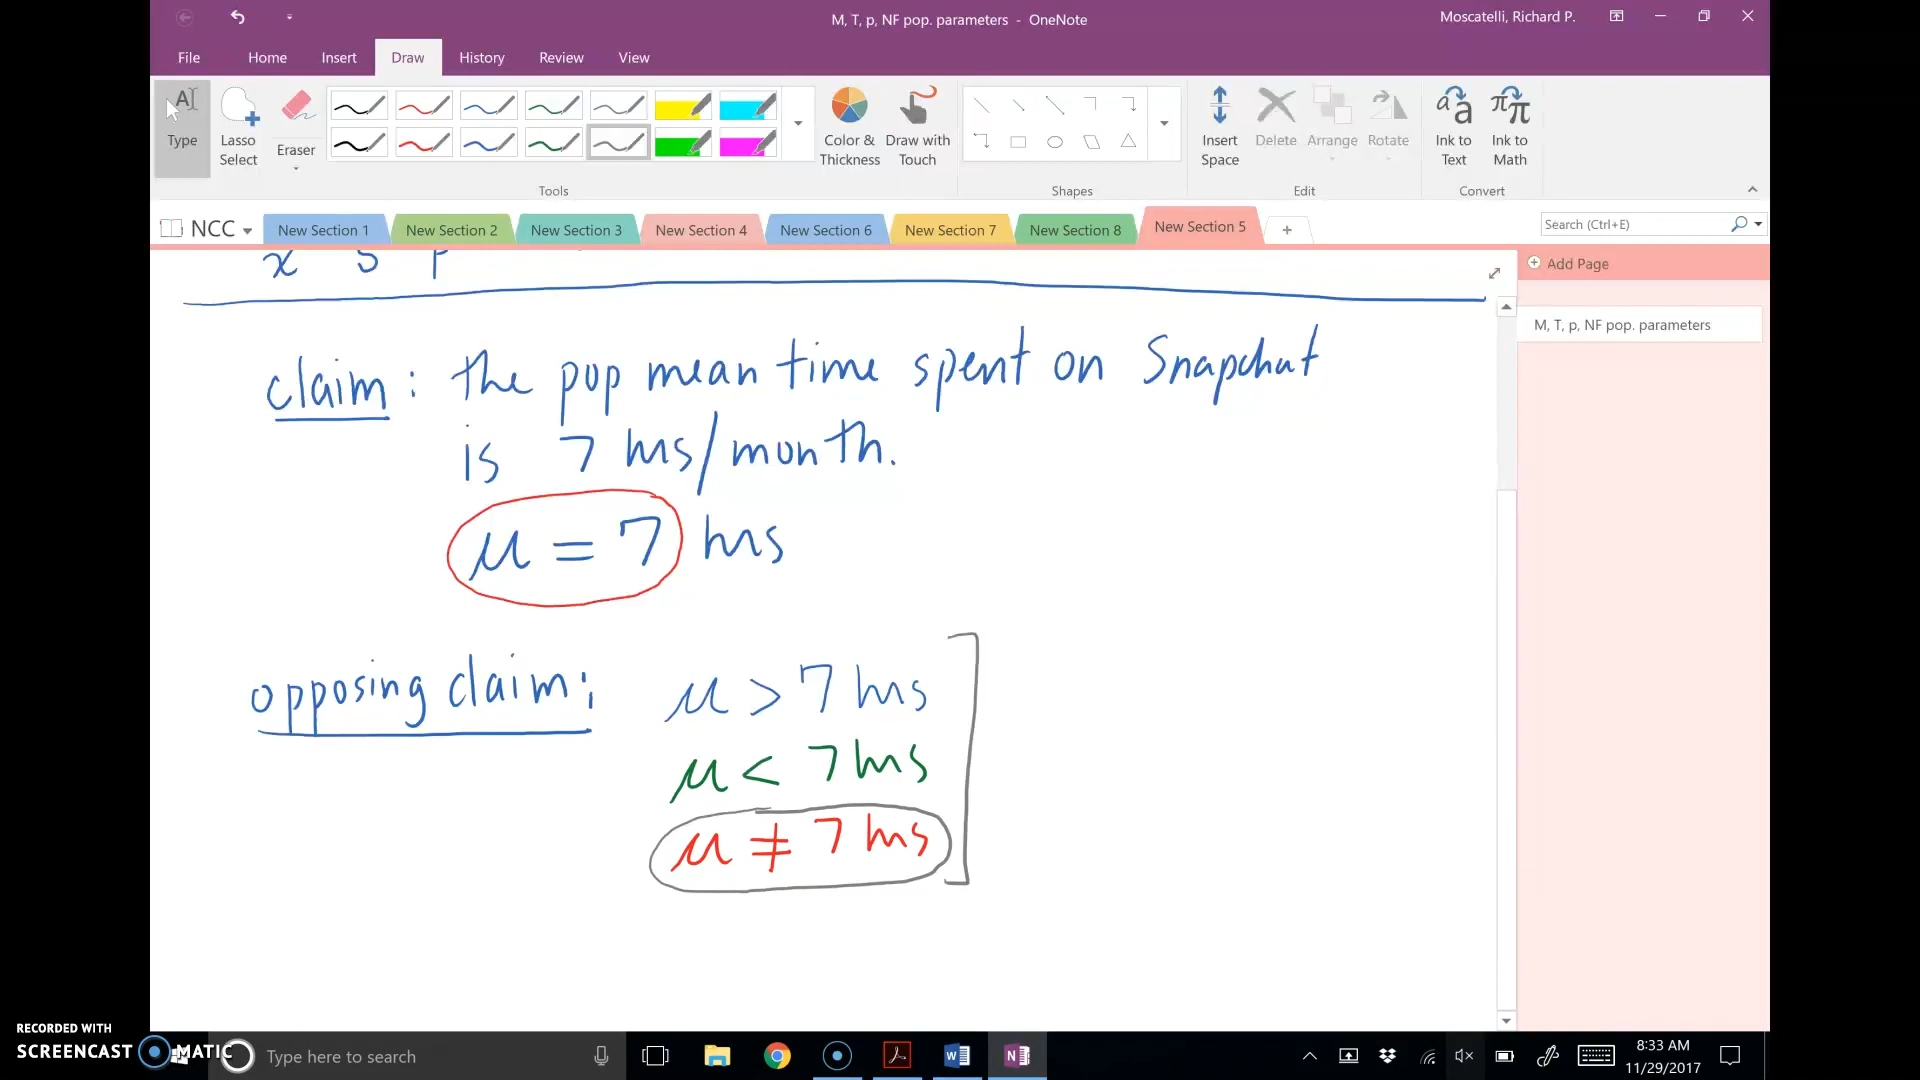 M, T, p, NF pop. parameters - OneNote
Moscatelli, Richard P.
File Home Insert Draw History Review View
Type
Lasso Select
Eraser
Color & Thickness
Draw with Touch
Insert Space
Delete
Arrange
Rotate
Ink to Text
Ink to Math
Tools Shapes Edit Convert
NCC New Section 1 New Section 2 New Section 3 New Section 4 New Section 6 New Section 7 New Section 8 New Section 5 +
Search (Ctrl+E)
Add Page
M, T, p, NF pop. parameters
claim: the pop mean time spent on Snapchat
is 7 hrs/month.
μ = 7 hrs
opposing claim: μ > 7 hrs
μ < 7 hrs
μ ≠ 7 hrs
RECORDED WITH
SCREENCAST MATIC
Type here to search
8:33 AM
11/29/2017